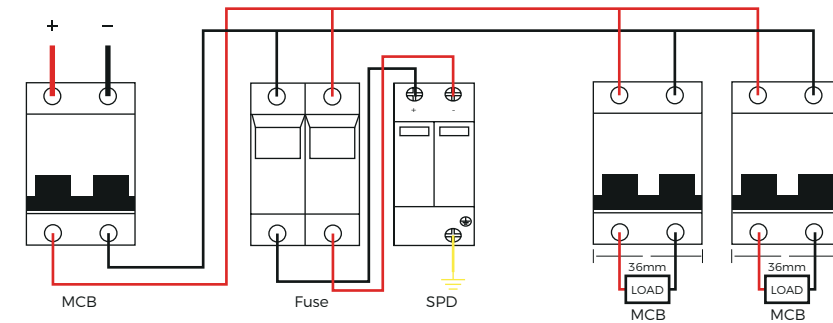 + −
+ -
36mm 36mm
LOAD LOAD
MCB Fuse SPD MCB MCB